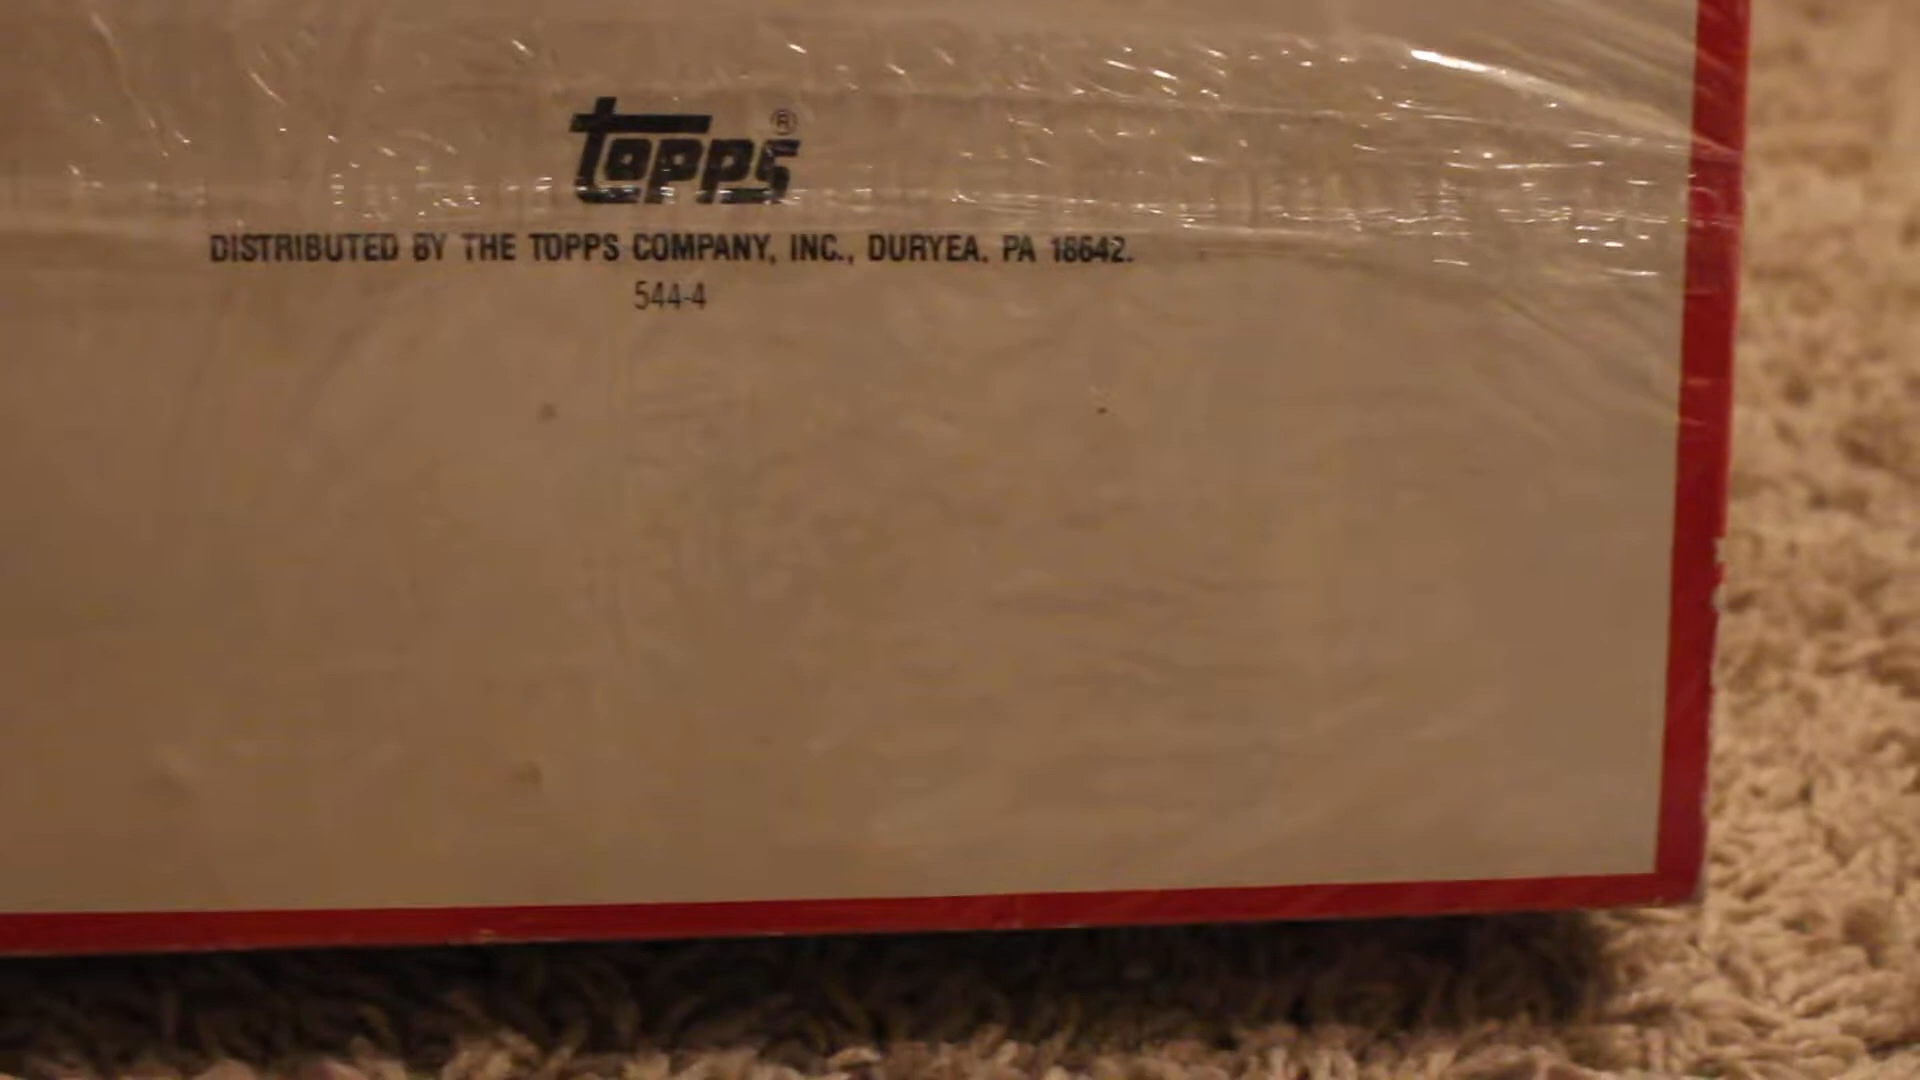 topps®
DISTRIBUTED BY THE TOPPS COMPANY, INC., DURYEA, PA 18642.
544-4